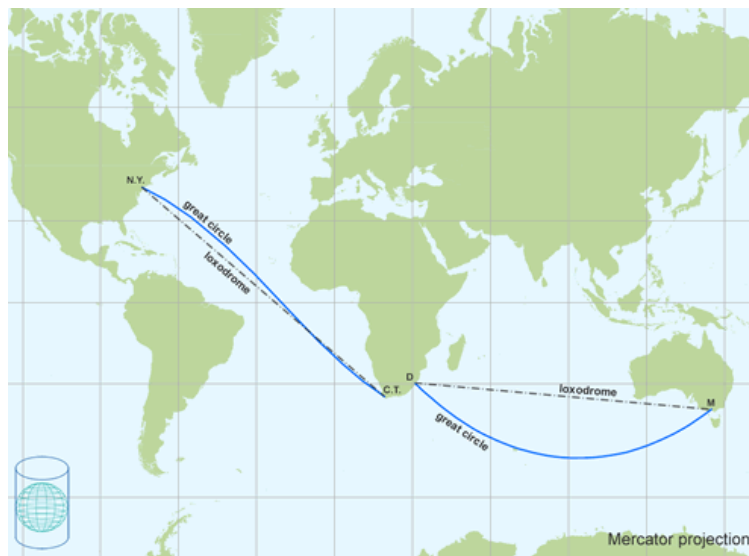 N.Y.
great circle
loxodrome
D
C.T.
loxodrome
M
great circle
Mercator projection